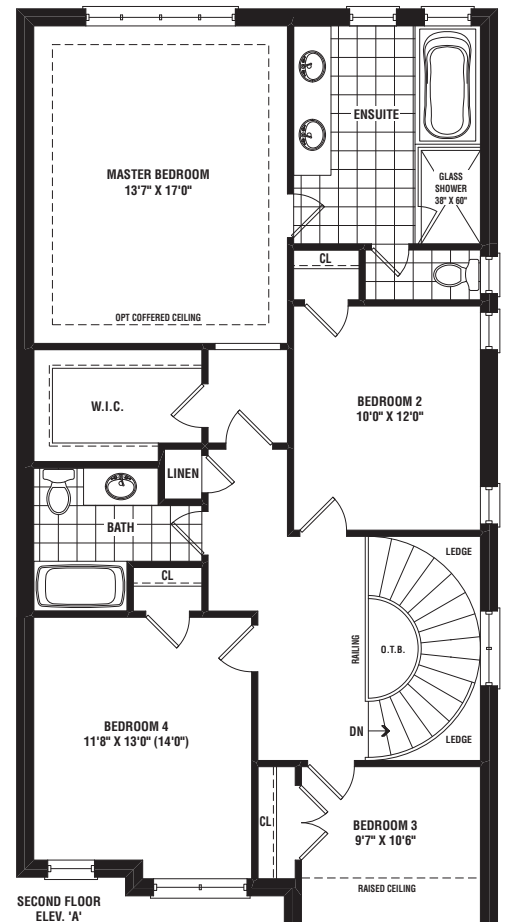 ENSUITE
MASTER BEDROOM
13'7" X 17'0"
GLASS
SHOWER
38" X 60"
CL
OPT COFFERED CEILING
W.I.C.
BEDROOM 2
10'0" X 12'0"
LINEN
BATH
CL
LEDGE
RAILING
O.T.B.
BEDROOM 4
11'8" X 13'0" (14'0")
DN
LEDGE
CL
BEDROOM 3
9'7" X 10'6"
RAISED CEILING
SECOND FLOOR
ELEV. 'A'